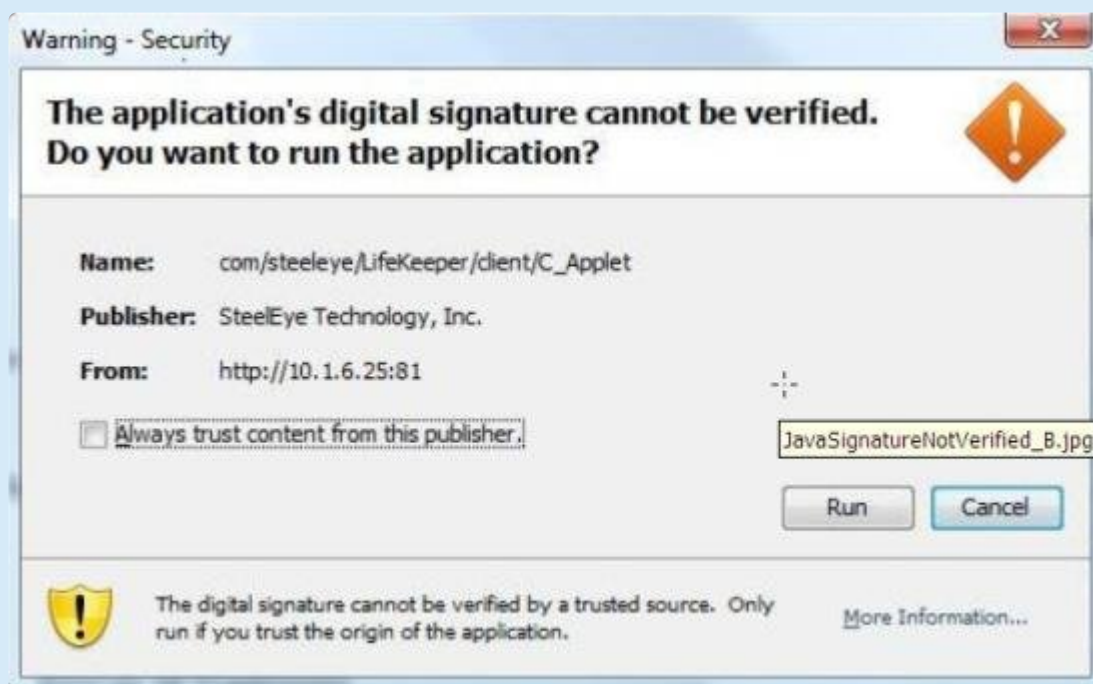 Warning - Security
The application's digital signature cannot be verified.
Do you want to run the application?
Name: com/steeleye/LifeKeeper/client/C_Applet
Publisher: SteelEye Technology, Inc.
From: http://10.1.6.25:81
Always trust content from this publisher.
JavaSignatureNotVerified_B.jpg
Run Cancel
The digital signature cannot be verified by a trusted source. Only
run if you trust the origin of the application.
More Information...